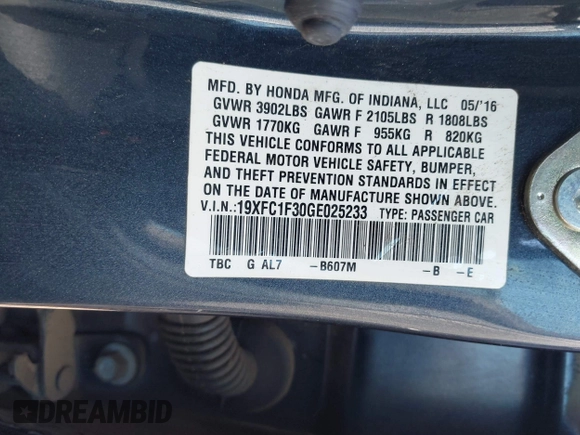 MFD. BY HONDA MFG. OF INDIANA, LLC 05/'16
GVWR 3902LBS GAWR F 2105LBS R 1808LBS
GVWR 1770KG GAWR F 955KG R 820KG
THIS VEHICLE CONFORMS TO ALL APPLICABLE
FEDERAL MOTOR VEHICLE SAFETY, BUMPER,
AND THEFT PREVENTION STANDARDS IN EFFECT
ON THE DATE OF MANUFACTURE SHOWN ABOVE.
V.I.N.:19XFC1F30GE025233 TYPE: PASSENGER CAR
TBC G AL7 -B607M -B -E
DREAMBID